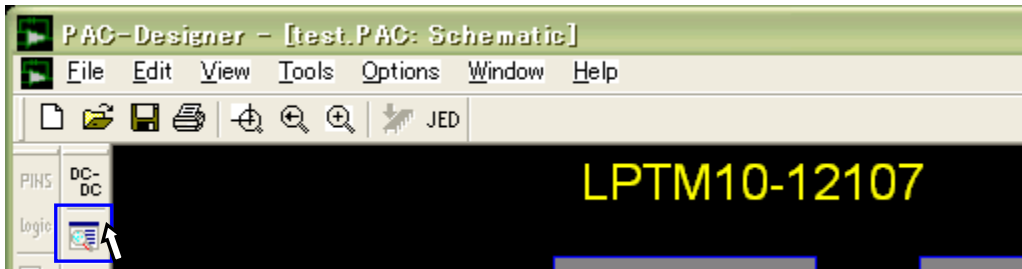 PAC-Designer - [test.PAC: Schematic]
File Edit View Tools Options Window Help
JED
PINS DC-DC
LPTM10-12107
Logic